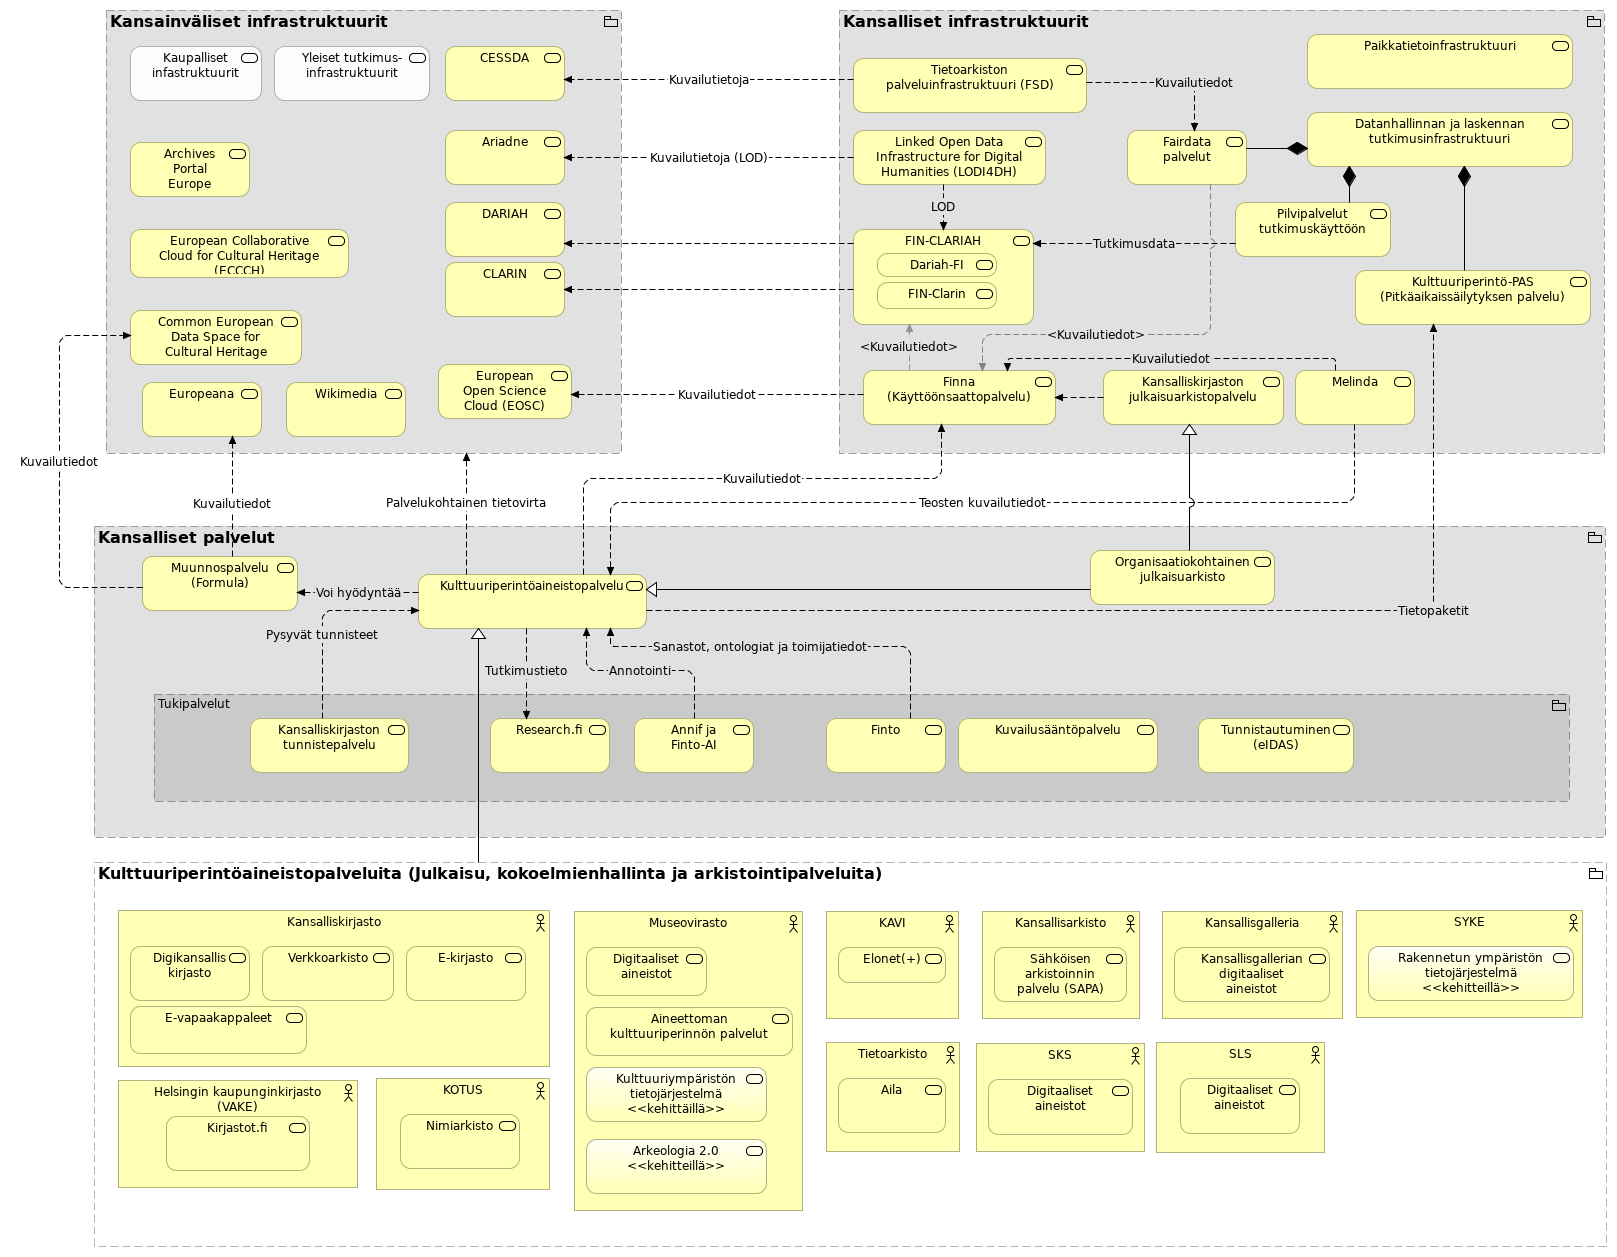 Kansainväliset infrastruktuurit
Kaupalliset
infastruktuurit
Yleiset tutkimus-
infrastruktuurit
CESSDA
Ariadne
Archives
Portal
Europe
DARIAH
European Collaborative
Cloud for Cultural Heritage
(ECCCH)
CLARIN
Common European
Data Space for
Cultural Heritage
European
Open Science
Cloud (EOSC)
Europeana
Wikimedia
Kuvailutietoja
Kuvailutietoja (LOD)
Kuvailutiedot
Kansalliset infrastruktuurit
Paikkatietoinfrastruktuuri
Tietoarkiston
palveluinfrastruktuuri (FSD)
Kuvailutiedot
Linked Open Data
Infrastructure for Digital
Humanities (LODI4DH)
Fairdata
palvelut
Datanhallinnan ja laskennan
tutkimusinfrastruktuuri
LOD
Pilvipalvelut
tutkimuskäyttöön
FIN-CLARIAH
Dariah-FI
FIN-Clarin
Tutkimusdata
Kulttuuriperintö-PAS
(Pitkäaikaissäilytyksen palvelu)
<Kuvailutiedot>
<Kuvailutiedot>
Kuvailutiedot
Finna
(Käyttöönsaattopalvelu)
Kansalliskirjaston
julkaisuarkistopalvelu
Melinda
Kuvailutiedot
Kuvailutiedot
Palvelukohtainen tietovirta
Kuvailutiedot
Teosten kuvailutiedot
Kansalliset palvelut
Muunnospalvelu
(Formula)
Voi hyödyntää
Kulttuuriperintöaineistopalvelu
Organisaatiokohtainen
julkaisuarkisto
Tietopaketit
Pysyvät tunnisteet
Tutkimustieto
Annotointi
Sanastot, ontologiat ja toimijatiedot
Tukipalvelut
Kansalliskirjaston
tunnistepalvelu
Research.fi
Annif ja
Finto-AI
Finto
Kuvailusääntöpalvelu
Tunnistautuminen
(eIDAS)
Kulttuuriperintöaineistopalveluita (Julkaisu, kokoelmienhallinta ja arkistointipalveluita)
Kansalliskirjasto
Digikansallis
kirjasto
Verkkoarkisto
E-kirjasto
E-vapaakappaleet
Helsingin kaupunginkirjasto
(VAKE)
Kirjastot.fi
KOTUS
Nimiarkisto
Museovirasto
Digitaaliset
aineistot
Aineettoman
kulttuuriperinnön palvelut
Kulttuuriympäristön
tietojärjestelmä
<<kehittäillä>>
Arkeologia 2.0
<<kehitteillä>>
KAVI
Elonet(+)
Kansallisarkisto
Sähköisen
arkistoinnin
palvelu (SAPA)
Kansallisgalleria
Kansallisgallerian
digitaaliset
aineistot
SYKE
Rakennetun ympäristön
tietojärjestelmä
<<kehitteillä>>
Tietoarkisto
Aila
SKS
Digitaaliset
aineistot
SLS
Digitaaliset
aineistot